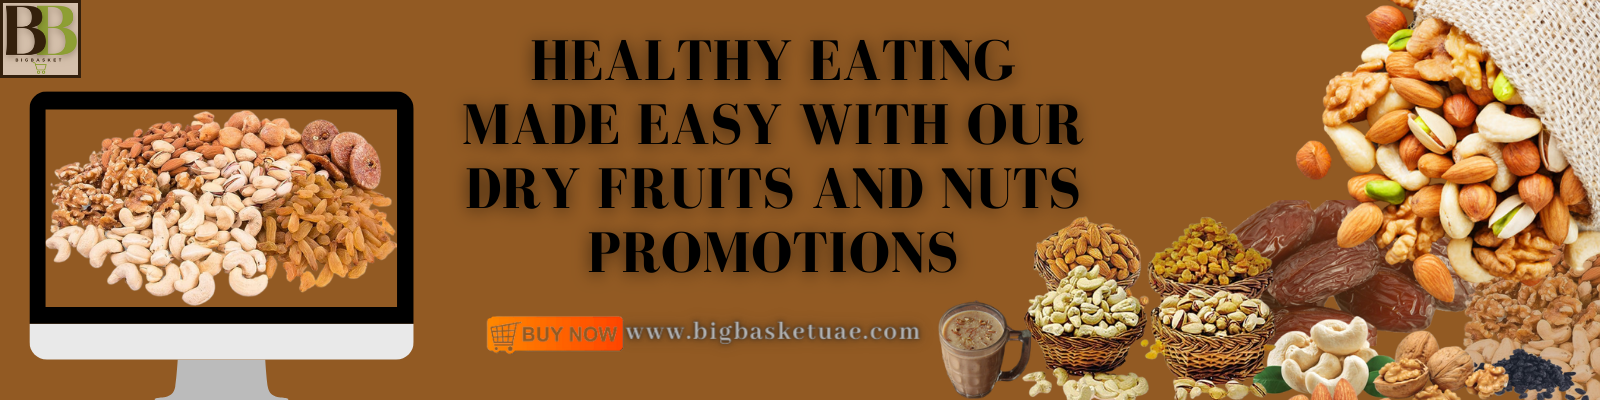 BB
BIGBASKET
HEALTHY EATING
MADE EASY WITH OUR
DRY FRUITS AND NUTS
PROMOTIONS
BUY NOW www.bigbasketuae.com